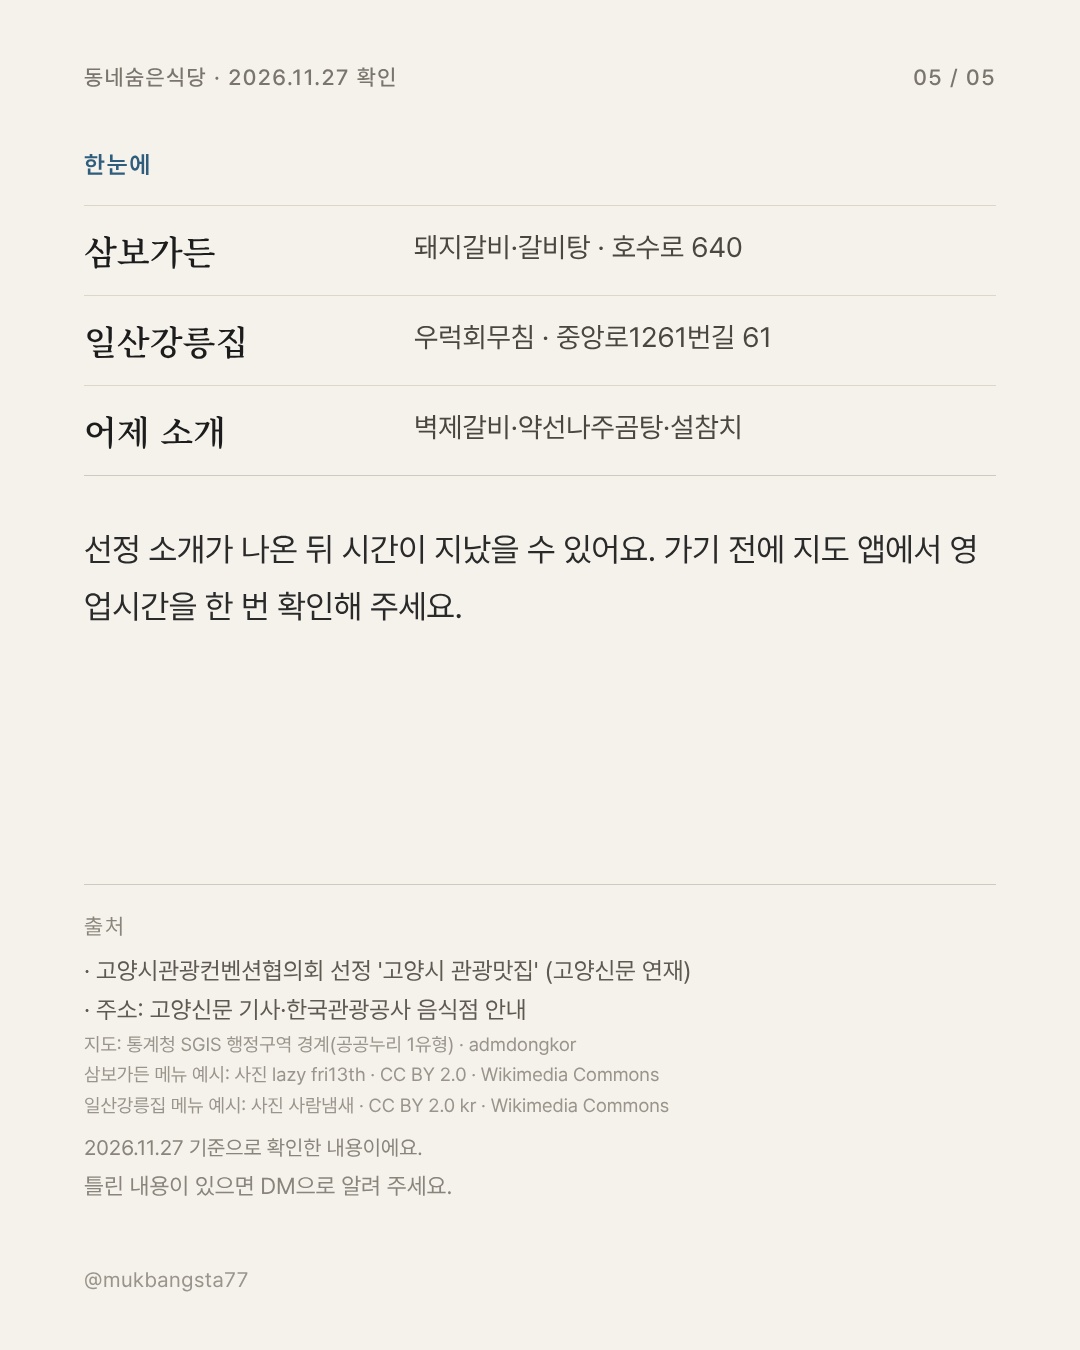 동네숨은식당 · 2026.11.27 확인
05 / 05
한눈에
삼보가든
돼지갈비·갈비탕 · 호수로 640
일산강릉집
우럭회무침 · 중앙로1261번길 61
어제 소개
벽제갈비·약선나주곰탕·설참치
선정 소개가 나온 뒤 시간이 지났을 수 있어요. 가기 전에 지도 앱에서 영
업시간을 한 번 확인해 주세요.
출처
· 고양시관광컨벤션협의회 선정 '고양시 관광맛집' (고양신문 연재)
· 주소: 고양신문 기사·한국관광공사 음식점 안내
지도: 통계청 SGIS 행정구역 경계(공공누리 1유형) · admdongkor
삼보가든 메뉴 예시: 사진 lazy fri13th · CC BY 2.0 · Wikimedia Commons
일산강릉집 메뉴 예시: 사진 사람냄새 · CC BY 2.0 kr · Wikimedia Commons
2026.11.27 기준으로 확인한 내용이에요.
틀린 내용이 있으면 DM으로 알려 주세요.
@mukbangsta77